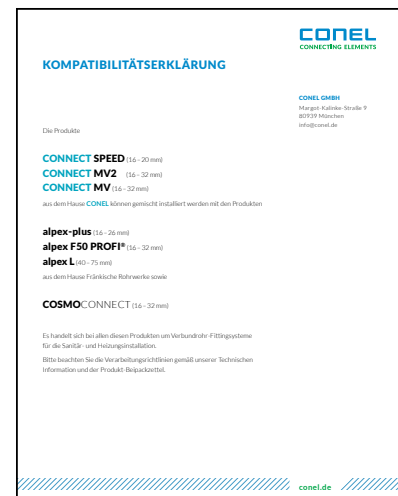 CONEL
CONNECTING ELEMENTS
KOMPATIBILITÄTSERKLÄRUNG
CONEL GMBH
Margot-Kalinke-Straße 9
80939 München
info@conel.de
Die Produkte
CONNECT SPEED (16 - 20 mm)
CONNECT MV2 (16 - 32 mm)
CONNECT MV (16 - 32 mm)
aus dem Hause CONEL können gemischt installiert werden mit den Produkten
alpex-plus (16 - 26 mm)
alpex F50 PROFI® (16 - 32 mm)
alpex L (40 - 75 mm)
aus dem Hause Fränkische Rohrwerke sowie
COSMOCONNECT (16 - 32 mm)
Es handelt sich bei allen diesen Produkten um Verbundrohr-Fittingsysteme
für die Sanitär- und Heizungsinstallation.
Bitte beachten Sie die Verarbeitungsrichtlinien gemäß unserer Technischen
Information und der Produkt-Beipackzettel.
conel.de